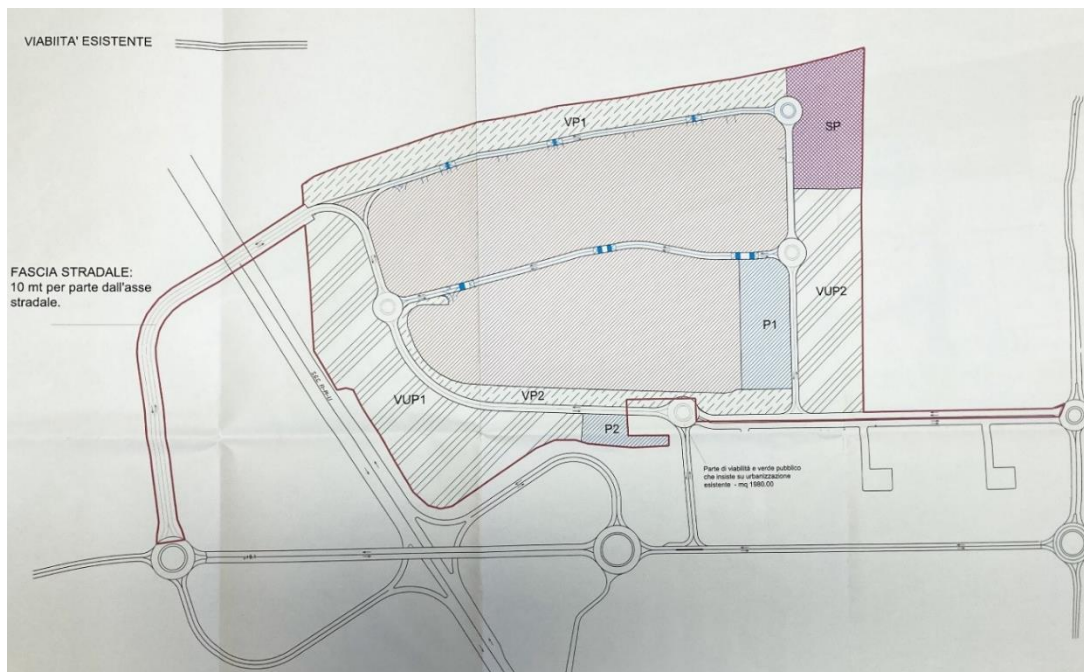 VIABIITA' ESISTENTE
VP1
SP
FASCIA STRADALE:
10 mt per parte dall'asse
stradale.
VUP2
P1
VUP1
VP2
P2
Parte di viabilità e verde pubblico
che insiste su urbanizzazione
esistente - mq 1980.00